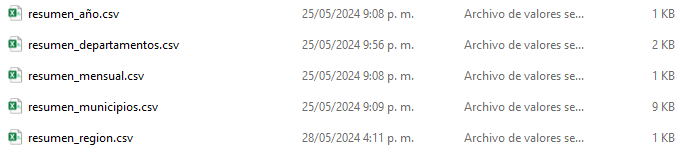 resumen_año.csv 25/05/2024 9:08 p. m. Archivo de valores se... 1 KB
resumen_departamentos.csv 25/05/2024 9:56 p. m. Archivo de valores se... 2 KB
resumen_mensual.csv 25/05/2024 9:08 p. m. Archivo de valores se... 1 KB
resumen_municipios.csv 25/05/2024 9:09 p. m. Archivo de valores se... 9 KB
resumen_region.csv 28/05/2024 4:11 p. m. Archivo de valores se... 1 KB